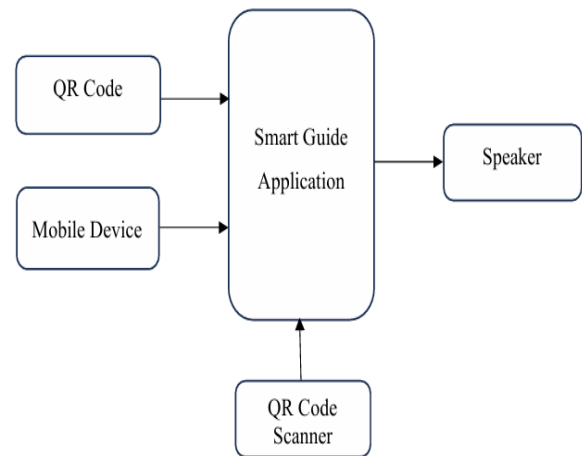 QR Code
Smart Guide
Application
Speaker
Mobile Device
QR Code
Scanner